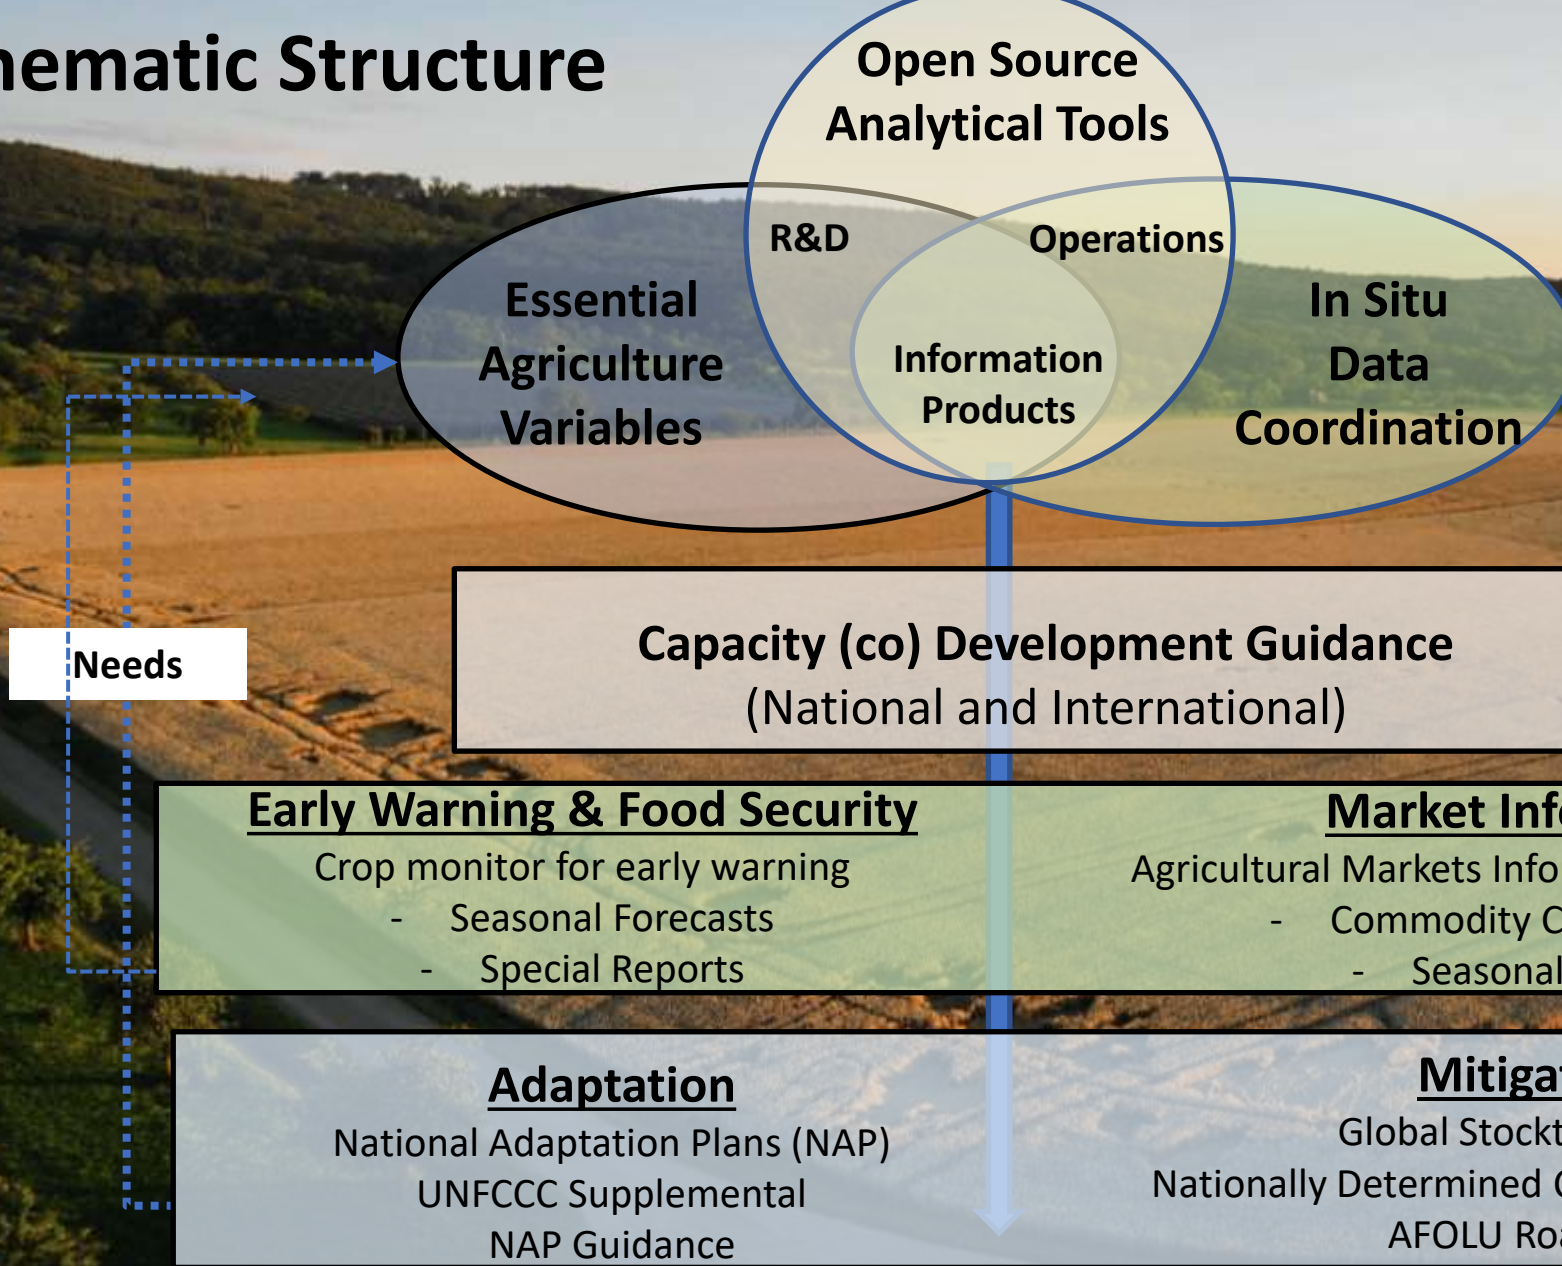 hematic Structure
Open Source
Analytical Tools
R&D
Operations
Essential
Agriculture
Variables
Information
Products
In Situ
Data
Coordination
Needs
Capacity (co) Development Guidance
(National and International)
Early Warning & Food Security
Crop monitor for early warning
- Seasonal Forecasts
- Special Reports
Market Info
Agricultural Markets Info
- Commodity C
- Seasonal
Adaptation
National Adaptation Plans (NAP)
UNFCCC Supplemental
NAP Guidance
Mitigat
Global Stockt
Nationally Determined C
AFOLU Roa